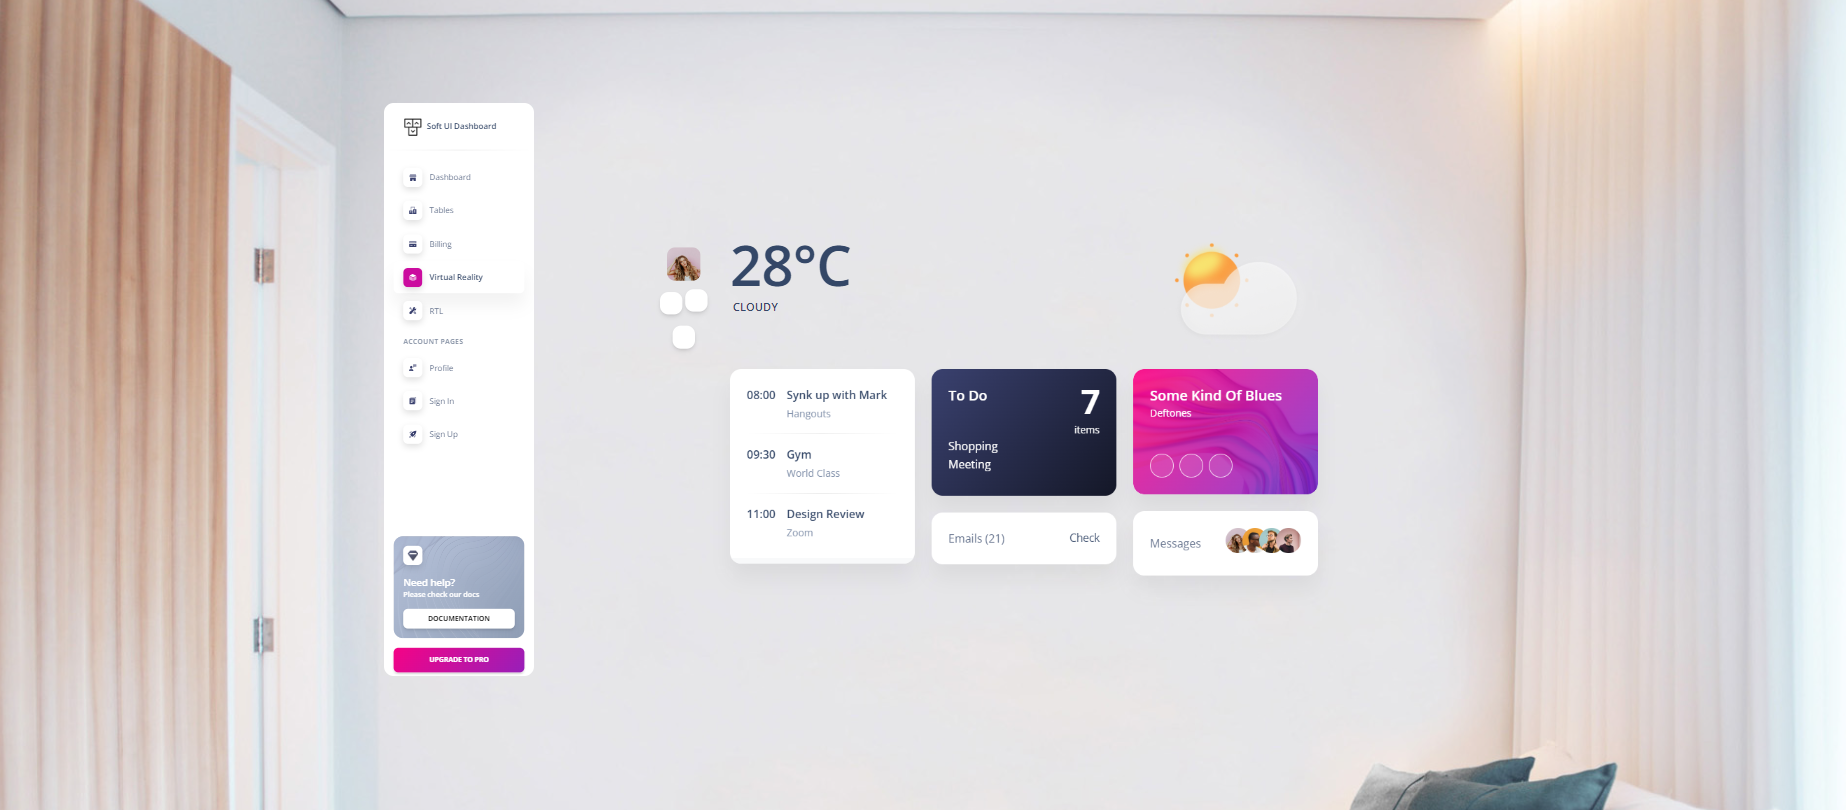 Soft UI Dashboard
Dashboard
Tables
Billing
Virtual Reality
RTL
ACCOUNT PAGES
Profile
Sign In
Sign Up
Need help?
Please check our docs
DOCUMENTATION
UPGRADE TO PRO
28°C
CLOUDY
08:00 Synk up with Mark
Hangouts
09:30 Gym
World Class
11:00 Design Review
Zoom
To Do
7
items
Shopping
Meeting
Emails (21) Check
Some Kind Of Blues
Deftones
Messages